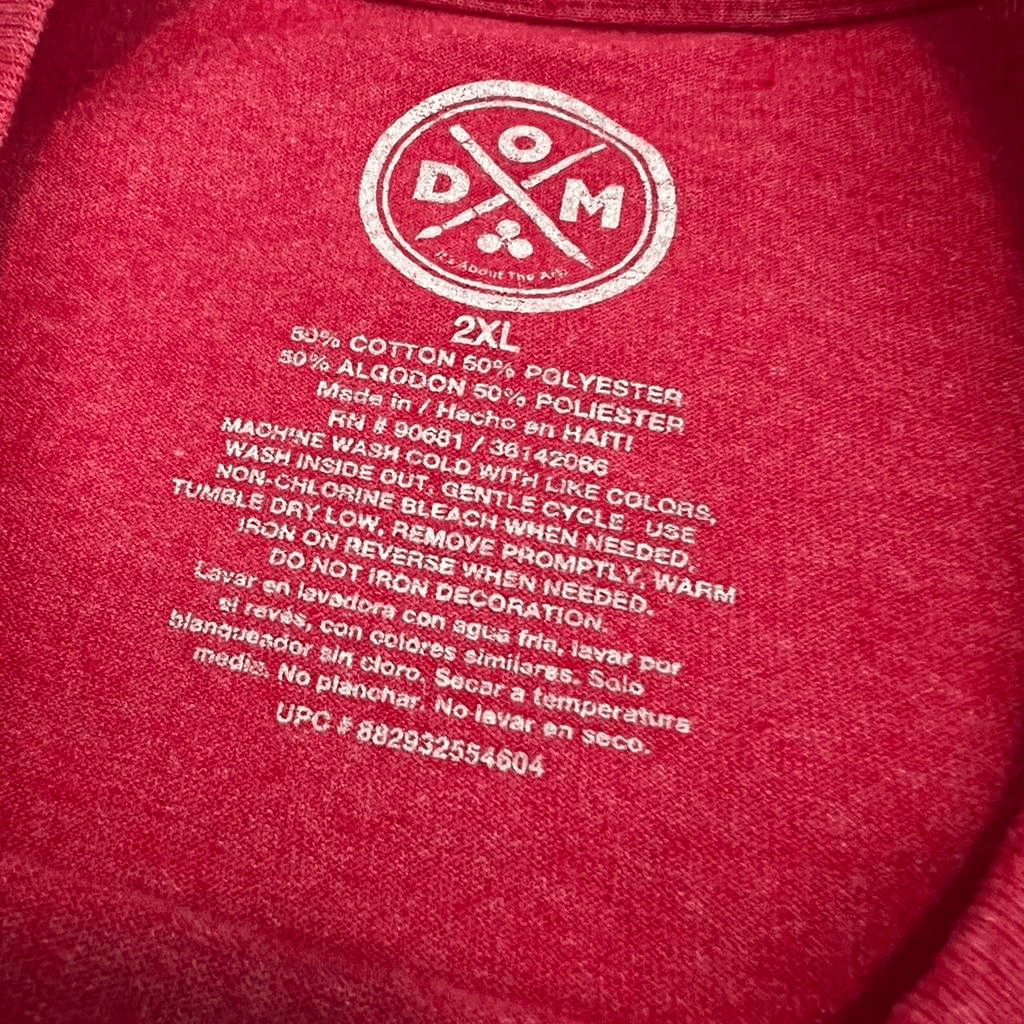 O
D M
It's About The Art!
2XL
50% COTTON 50% POLYESTER
50% ALGODON 50% POLIESTER
Made in / Hecho en HAITI
RN # 90681 / 36142066
MACHINE WASH COLD WITH LIKE COLORS,
WASH INSIDE OUT, GENTLE CYCLE. USE
NON-CHLORINE BLEACH WHEN NEEDED.
TUMBLE DRY LOW, REMOVE PROMPTLY, WARM
IRON ON REVERSE WHEN NEEDED.
DO NOT IRON DECORATION.
Lavar en lavadora con agua fria, lavar por
el revés, con colores similares. Solo
blanqueador sin cloro. Secar a temperatura
media. No planchar. No lavar en seco.
UPC # 882932554604